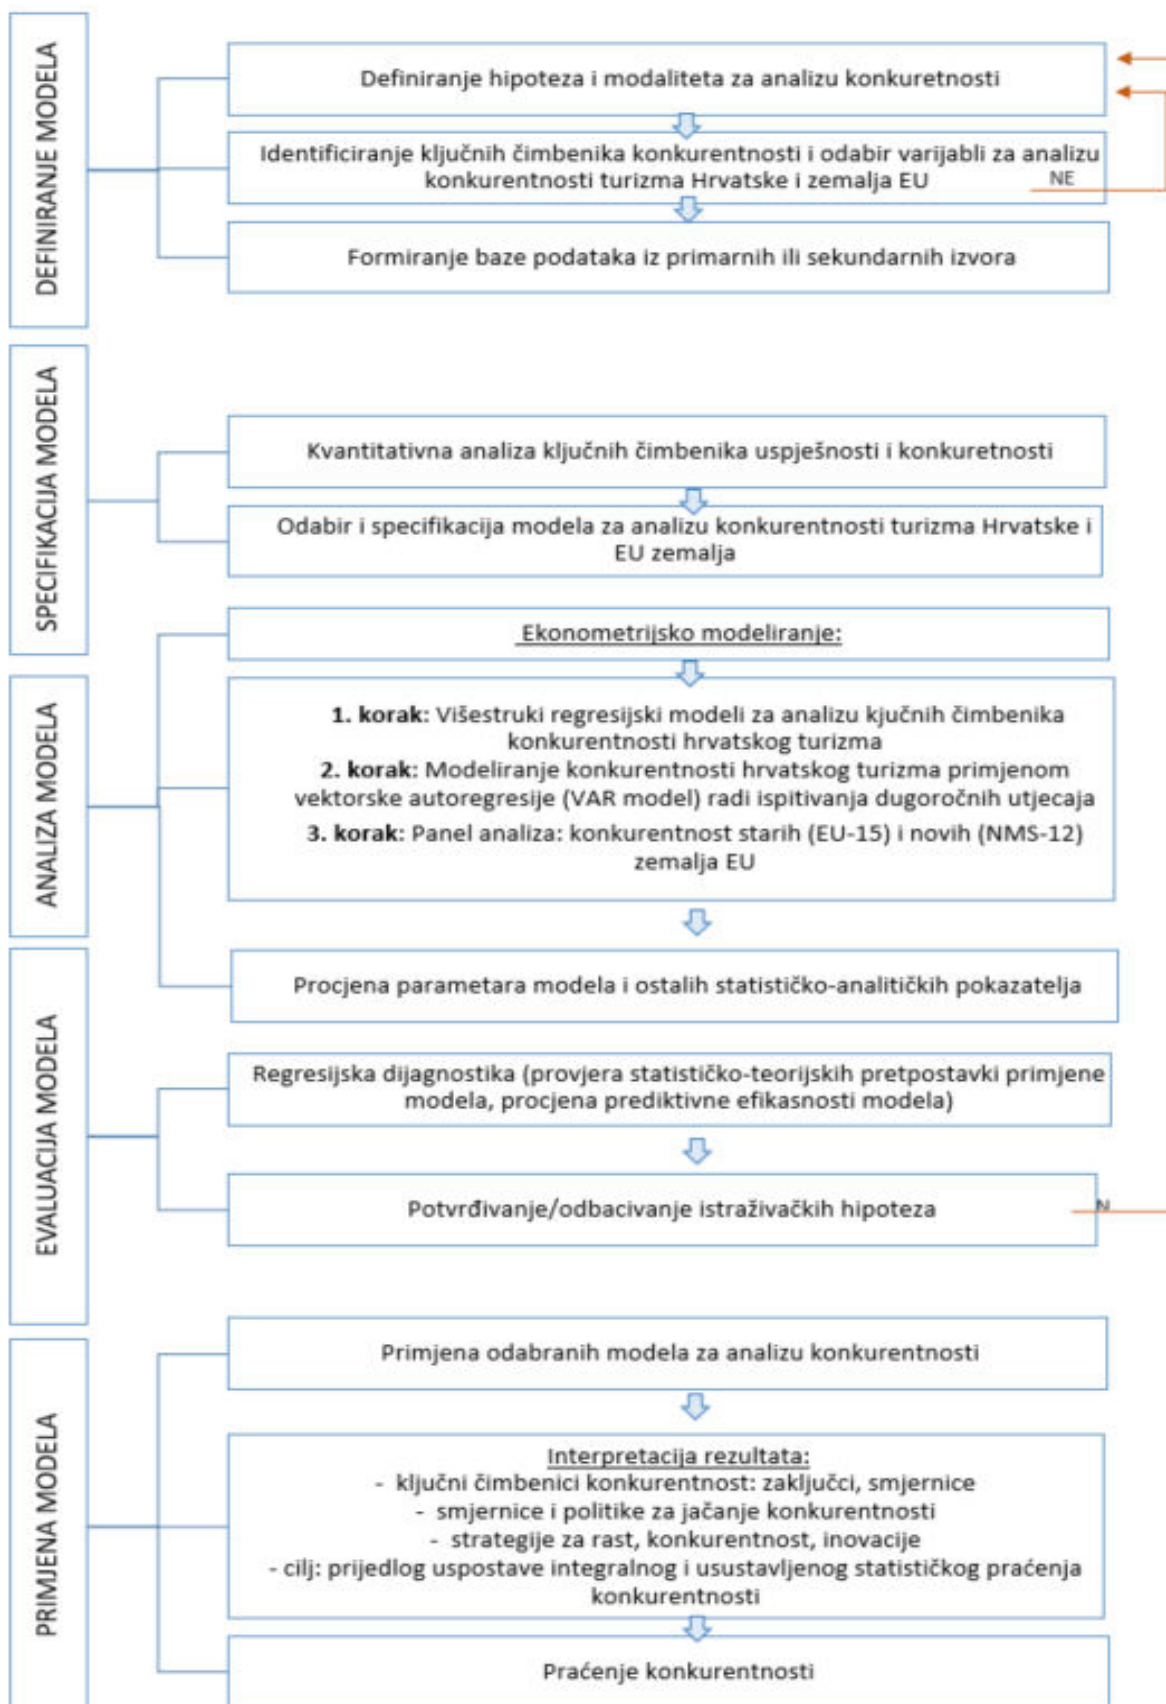 DEFINIRANJE MODELA
Definiranje hipoteza i modaliteta za analizu konkuretnosti
Identificiranje ključnih čimbenika konkurentnosti i odabir varijabli za analizu
konkurentnosti turizma Hrvatske i zemalja EU
NE
Formiranje baze podataka iz primarnih ili sekundarnih izvora
SPECIFIKACIJA MODELA
Kvantitativna analiza ključnih čimbenika uspješnosti i konkuretnosti
Odabir i specifikacija modela za analizu konkurentnosti turizma Hrvatske i
EU zemalja
ANALIZA MODELA
Ekonometrijsko modeliranje:
1. korak: Višestruki regresijski modeli za analizu kjučnih čimbenika
konkurentnosti hrvatskog turizma
2. korak: Modeliranje konkurentnosti hrvatskog turizma primjenom
vektorske autoregresije (VAR model) radi ispitivanja dugoročnih utjecaja
3. korak: Panel analiza: konkurentnost starih (EU-15) i novih (NMS-12)
zemalja EU
Procjena parametara modela i ostalih statističko-analitičkih pokazatelja
EVALUACIJA MODELA
Regresijska dijagnostika (provjera statističko-teorijskih pretpostavki primjene
modela, procjena prediktivne efikasnosti modela)
Potvrđivanje/odbacivanje istraživačkih hipoteza
N
PRIMJENA MODELA
Primjena odabranih modela za analizu konkurentnosti
Interpretacija rezultata:
- ključni čimbenici konkurentnost: zaključci, smjernice
- smjernice i politike za jačanje konkurentnosti
- strategije za rast, konkurentnost, inovacije
- cilj: prijedlog uspostave integralnog i usustavljenog statističkog praćenja
konkurentnosti
Praćenje konkurentnosti